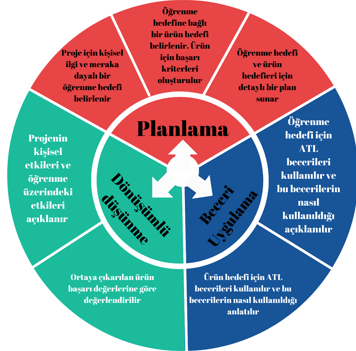 Öğrenme
hedefine bağlı
bir ürün hedefi
belirlenir. Ürün
için başarı
kriterleri
oluşturulur
Proje için kişisel
ilgi ve meraka
dayalı bir
öğrenme hedefi
belirlenir
Öğrenme hedefi
ve ürün
hedefleri için
detaylı bir plan
sunar
Planlama
Öğrenme
hedefi için
ATL
becerileri
kullanılır ve
bu becerilerin
nasıl
kullanıldığı
açıklanır
Projenin
kişisel
etkileri ve
öğrenme
üzerindeki
etkileri
açıklanır
Dönüşümlü
düşünme
Beceri
Uygulama
Ortaya çıkarılan ürün
başarı değerlerine göre
değerlendirilir
Ürün hedefi için ATL
becerileri kullanılır ve bu
becerilerin nasıl kullanıldığı
anlatılır